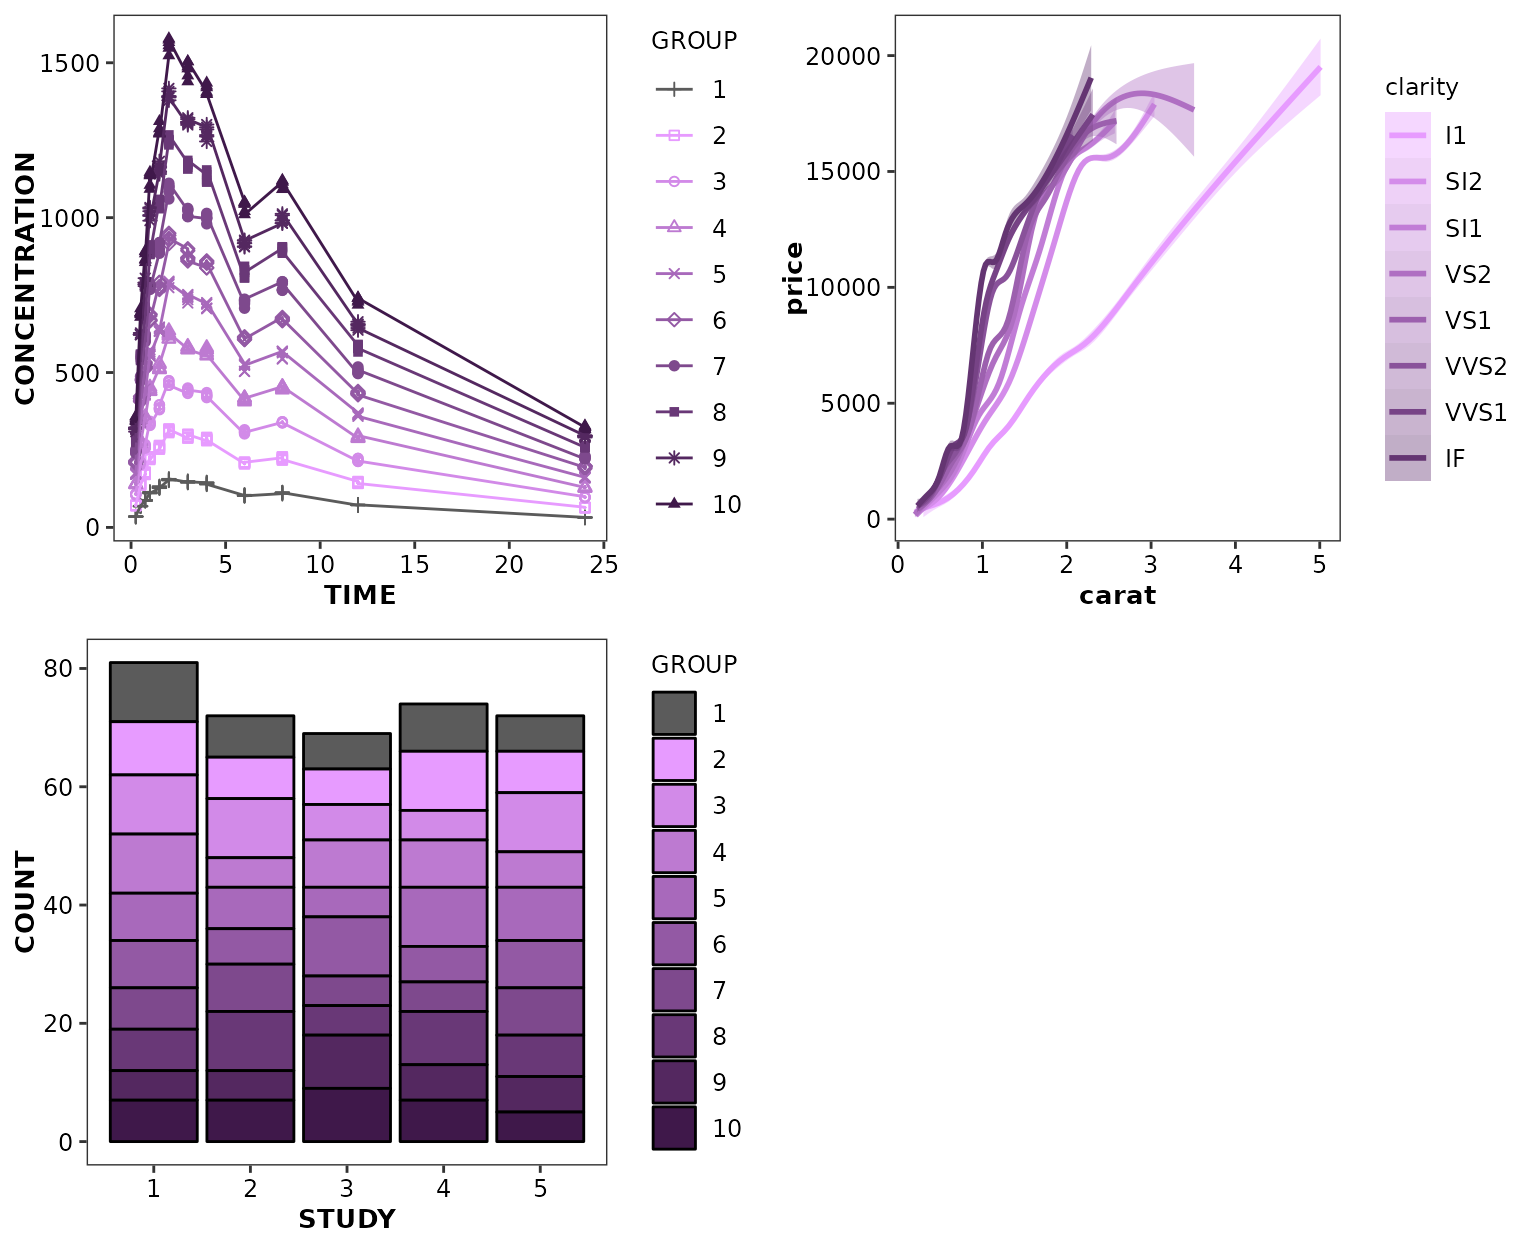 CONCENTRATION
1500
1000
500
0
0 5 10 15 20 25
TIME
GROUP
1
2
3
4
5
6
7
8
9
10
price
20000
15000
10000
5000
0
0 1 2 3 4 5
carat
clarity
I1
SI2
SI1
VS2
VS1
VVS2
VVS1
IF
COUNT
80
60
40
20
0
1 2 3 4 5
STUDY
GROUP
1
2
3
4
5
6
7
8
9
10